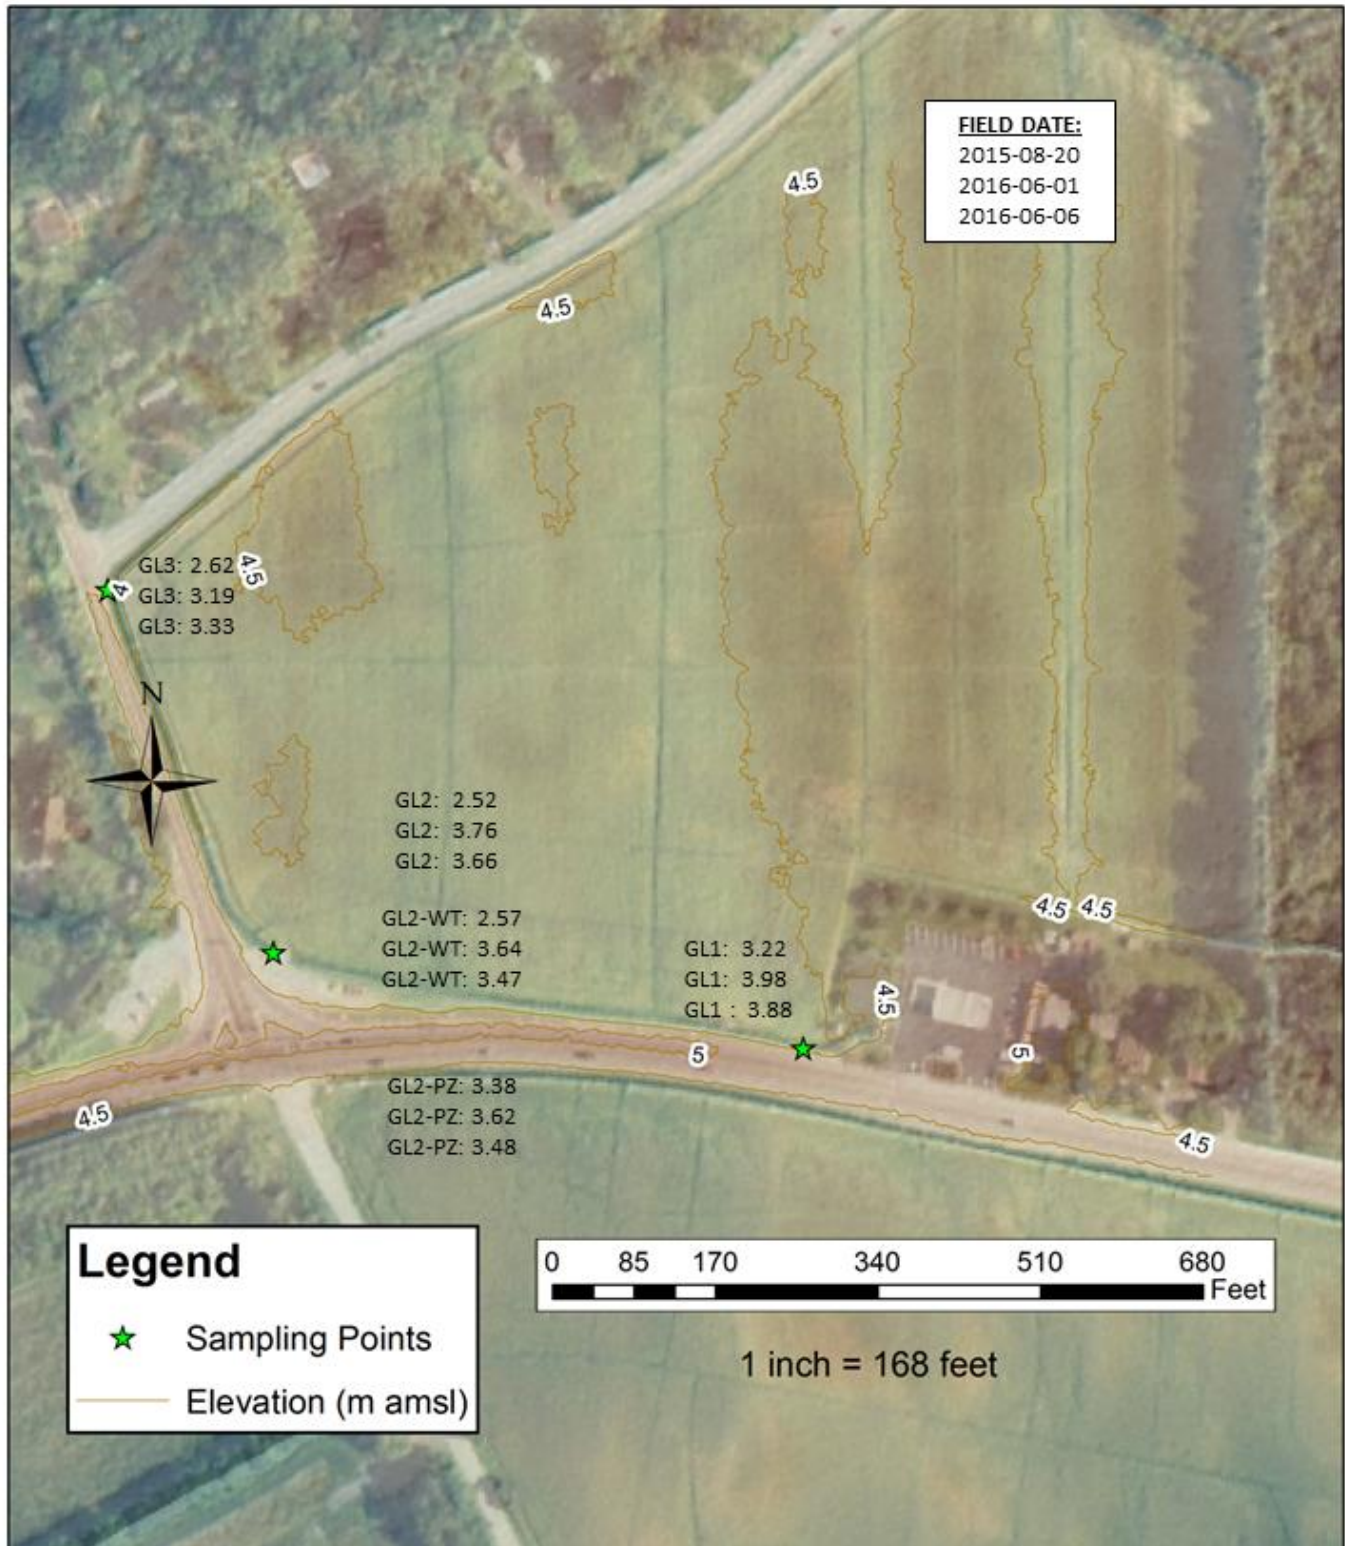 FIELD DATE:
2015-08-20
2016-06-01
2016-06-06
4.5
4.5
4.5
GL3: 2.62
GL3: 3.19
GL3: 3.33
4
N
GL2: 2.52
GL2: 3.76
GL2: 3.66
GL2-WT: 2.57
GL2-WT: 3.64
GL2-WT: 3.47
GL1: 3.22
GL1: 3.98
GL1 : 3.88
4.5 4.5
4.5
5
5
4.5
GL2-PZ: 3.38
GL2-PZ: 3.62
GL2-PZ: 3.48
4.5
Legend
Sampling Points
Elevation (m amsl)
0 85 170 340 510 680
Feet
1 inch = 168 feet